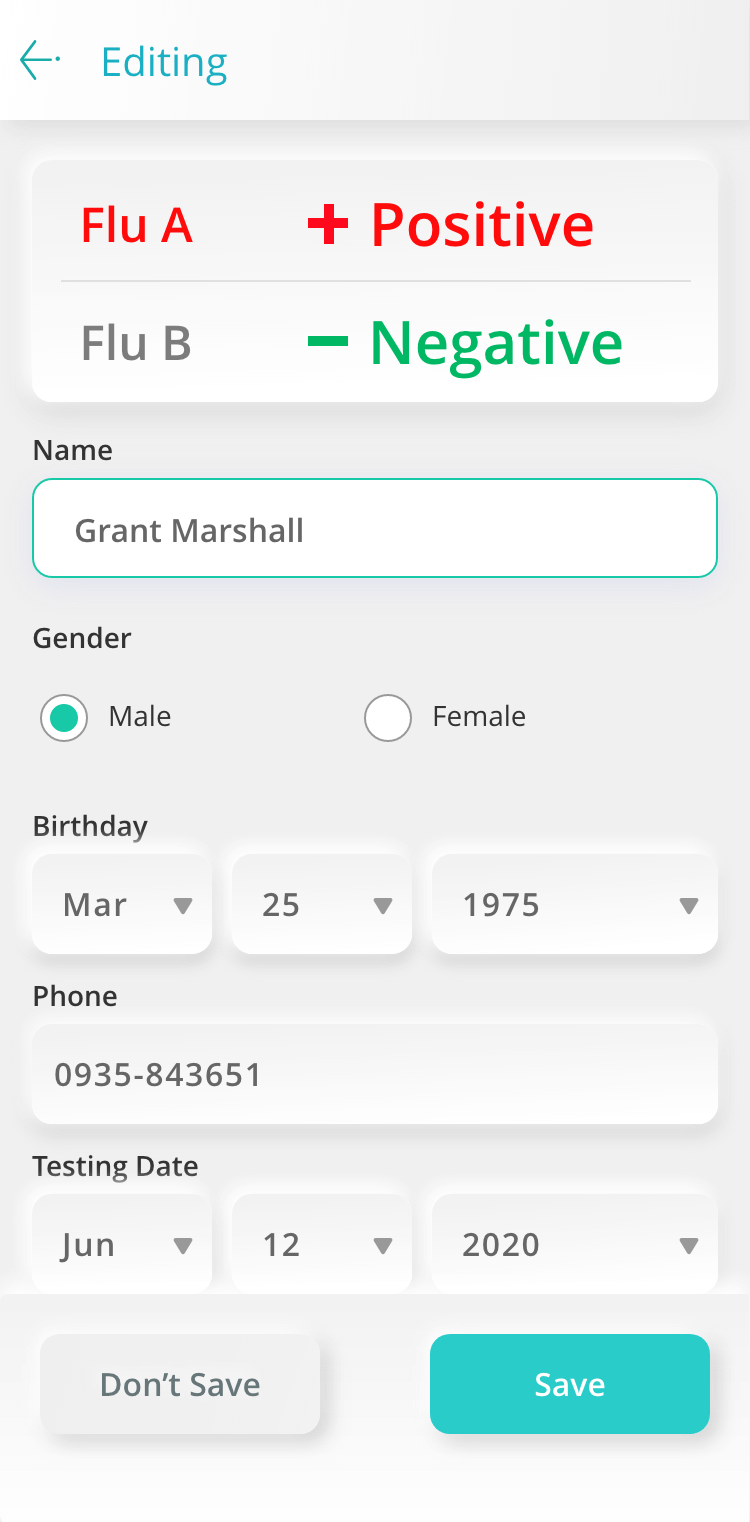 Editing
Flu A + Positive
Flu B − Negative
Name
Grant Marshall
Gender
Male Female
Birthday
Mar 25 1975
Phone
0935-843651
Testing Date
Jun 12 2020
Don’t Save Save